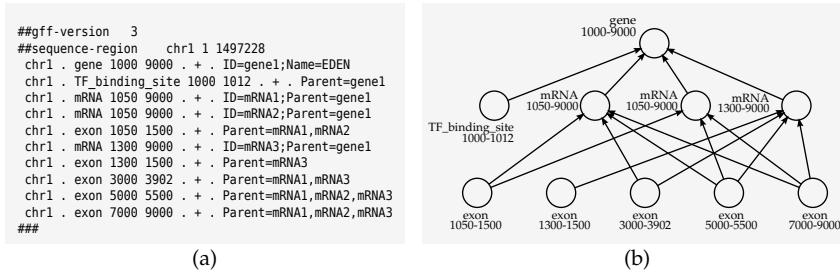 ##gff-version 3
##sequence-region chr1 1 1497228
chr1 . gene 1000 9000 . + . ID=gene1;Name=EDEN
chr1 . TF_binding_site 1000 1012 . + . Parent=gene1
chr1 . mRNA 1050 9000 . + . ID=mRNA1;Parent=gene1
chr1 . mRNA 1050 9000 . + . ID=mRNA2;Parent=gene1
chr1 . exon 1050 1500 . + . Parent=mRNA1,mRNA2
chr1 . mRNA 1300 9000 . + . ID=mRNA3;Parent=gene1
chr1 . exon 1300 1500 . + . Parent=mRNA3
chr1 . exon 3000 3902 . + . Parent=mRNA1,mRNA3
chr1 . exon 5000 5500 . + . Parent=mRNA1,mRNA2,mRNA3
chr1 . exon 7000 9000 . + . Parent=mRNA1,mRNA2,mRNA3
###
(a)
gene
1000-9000
mRNA
1050-9000
mRNA
1050-9000
mRNA
1300-9000
TF_binding_site
1000-1012
exon
1050-1500
exon
1300-1500
exon
3000-3902
exon
5000-5500
exon
7000-9000
(b)